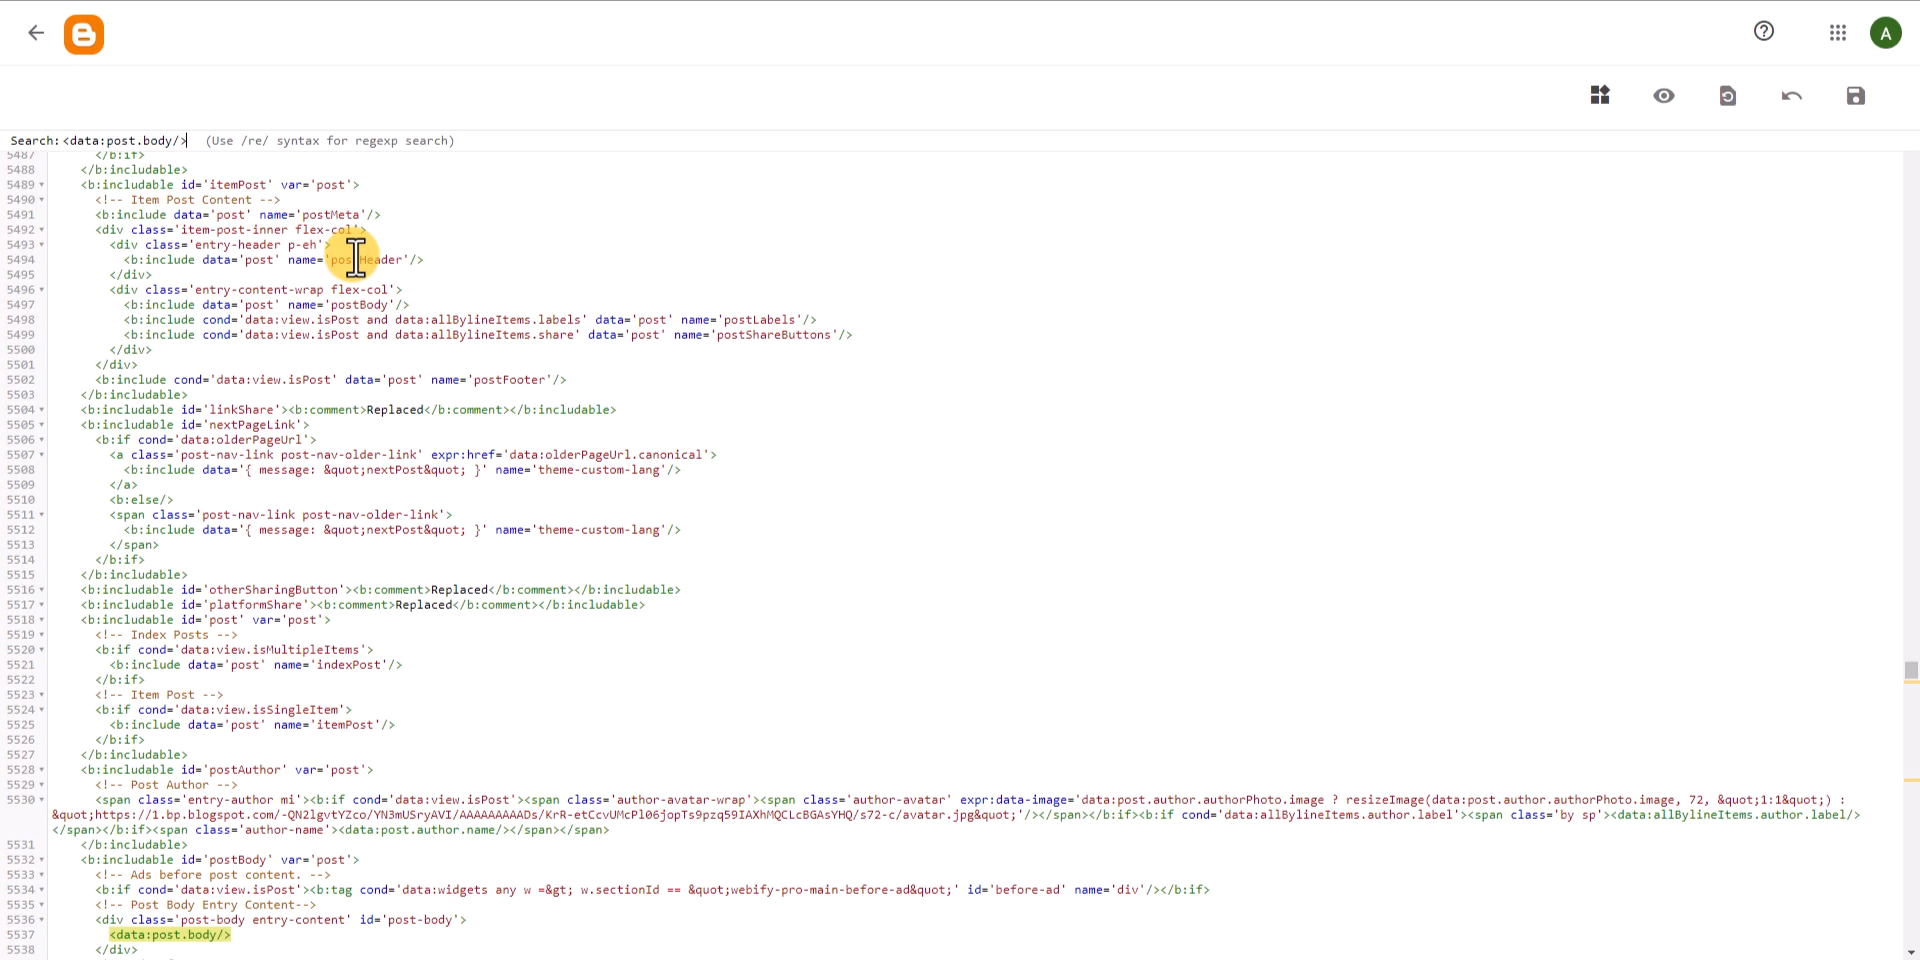 A
Search: <data:post.body/> (Use /re/ syntax for regexp search)
5487 </b:if>
5488 </b:includable>
5489 <b:includable id='itemPost' var='post'>
5490 <!-- Item Post Content -->
5491 <b:include data='post' name='postMeta'/>
5492 <div class='item-post-inner flex-col'>
5493 <div class='entry-header p-eh'>
5494 <b:include data='post' name='postHeader'/>
5495 </div>
5496 <div class='entry-content-wrap flex-col'>
5497 <b:include data='post' name='postBody'/>
5498 <b:include cond='data:view.isPost and data:allBylineItems.labels' data='post' name='postLabels'/>
5499 <b:include cond='data:view.isPost and data:allBylineItems.share' data='post' name='postShareButtons'/>
5500 </div>
5501 </div>
5502 <b:include cond='data:view.isPost' data='post' name='postFooter'/>
5503 </b:includable>
5504 <b:includable id='linkShare'><b:comment>Replaced</b:comment></b:includable>
5505 <b:includable id='nextPageLink'>
5506 <b:if cond='data:olderPageUrl'>
5507 <a class='post-nav-link post-nav-older-link' expr:href='data:olderPageUrl.canonical'>
5508 <b:include data='{ message: &quot;nextPost&quot; }' name='theme-custom-lang'/>
5509 </a>
5510 <b:else/>
5511 <span class='post-nav-link post-nav-older-link'>
5512 <b:include data='{ message: &quot;nextPost&quot; }' name='theme-custom-lang'/>
5513 </span>
5514 </b:if>
5515 </b:includable>
5516 <b:includable id='otherSharingButton'><b:comment>Replaced</b:comment></b:includable>
5517 <b:includable id='platformShare'><b:comment>Replaced</b:comment></b:includable>
5518 <b:includable id='post' var='post'>
5519 <!-- Index Posts -->
5520 <b:if cond='data:view.isMultipleItems'>
5521 <b:include data='post' name='indexPost'/>
5522 </b:if>
5523 <!-- Item Post -->
5524 <b:if cond='data:view.isSingleItem'>
5525 <b:include data='post' name='itemPost'/>
5526 </b:if>
5527 </b:includable>
5528 <b:includable id='postAuthor' var='post'>
5529 <!-- Post Author -->
5530 <span class='entry-author mi'><b:if cond='data:view.isPost'><span class='author-avatar-wrap'><span class='author-avatar' expr:data-image='data:post.author.authorPhoto.image ? resizeImage(data:post.author.authorPhoto.image, 72, &quot;1:1&quot;) :
&quot;https://1.bp.blogspot.com/-QN2lgvtYZco/YN3mUSryAVI/AAAAAAAAADs/KrR-etCcvUMcPl06jopTs9pzq59IAXhMQCLcBGAsYHQ/s72-c/avatar.jpg&quot;'/></span></b:if><b:if cond='data:allBylineItems.author.label'><span class='by sp'><data:allBylineItems.author.label/>
</span></b:if><span class='author-name'><data:post.author.name/></span></span>
5531 </b:includable>
5532 <b:includable id='postBody' var='post'>
5533 <!-- Ads before post content. -->
5534 <b:if cond='data:view.isPost'><b:tag cond='data:widgets any w =&gt; w.sectionId == &quot;webify-pro-main-before-ad&quot;' id='before-ad' name='div'/></b:if>
5535 <!-- Post Body Entry Content-->
5536 <div class='post-body entry-content' id='post-body'>
5537 <data:post.body/>
5538 </div>